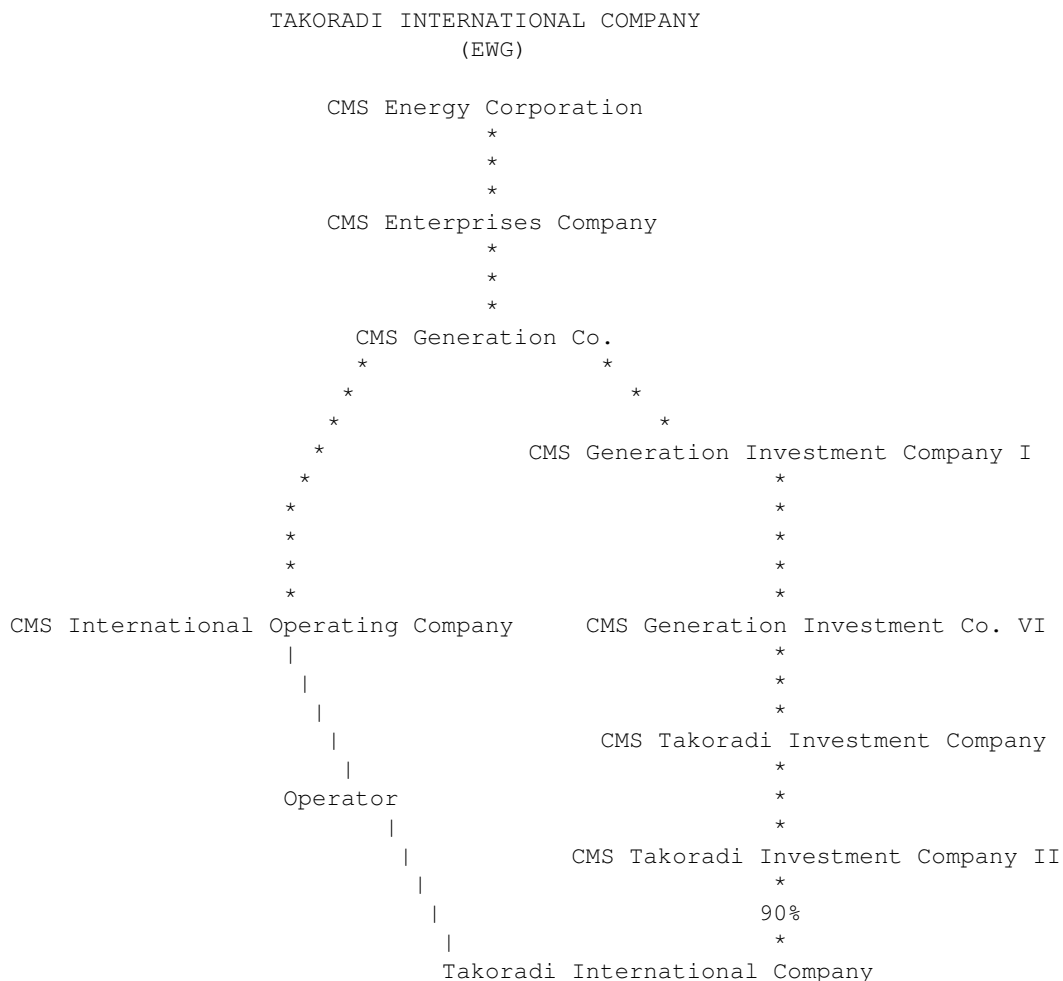 TAKORADI INTERNATIONAL COMPANY
(EWG)
CMS Energy Corporation
*
*
*
CMS Enterprises Company
*
*
*
CMS Generation Co.
* *
* *
* *
* CMS Generation Investment Company I
* *
* *
* *
* *
* *
CMS International Operating Company CMS Generation Investment Co. VI
| *
| *
| *
| CMS Takoradi Investment Company
| *
Operator *
| *
| CMS Takoradi Investment Company II
| *
| 90%
| *
Takoradi International Company